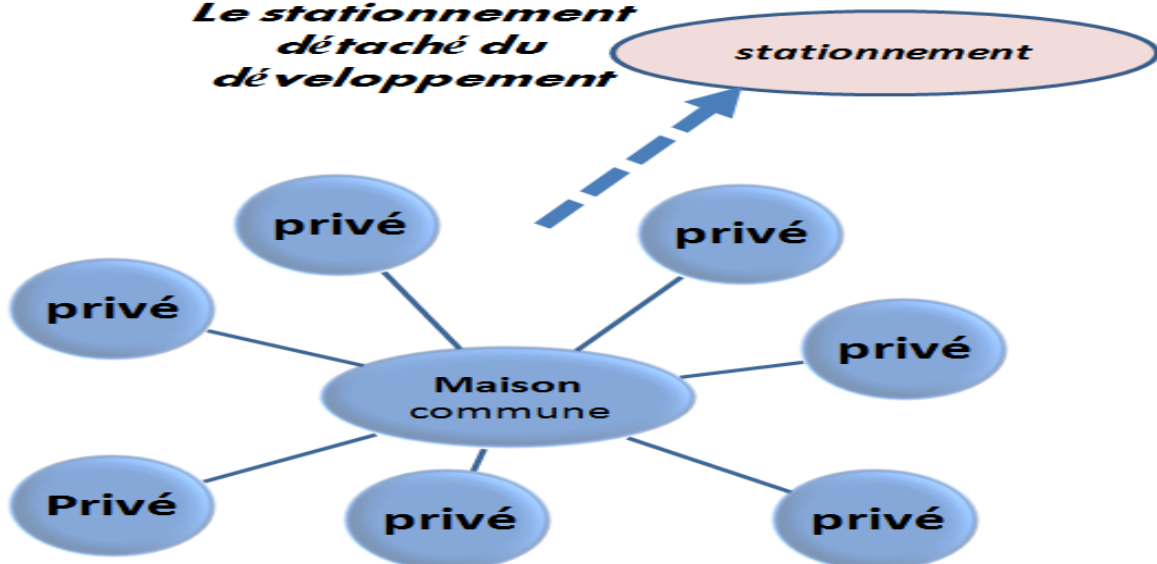 Le stationnement
détaché du
développement
stationnement
privé
privé
privé
privé
Maison
commune
Privé
privé
privé